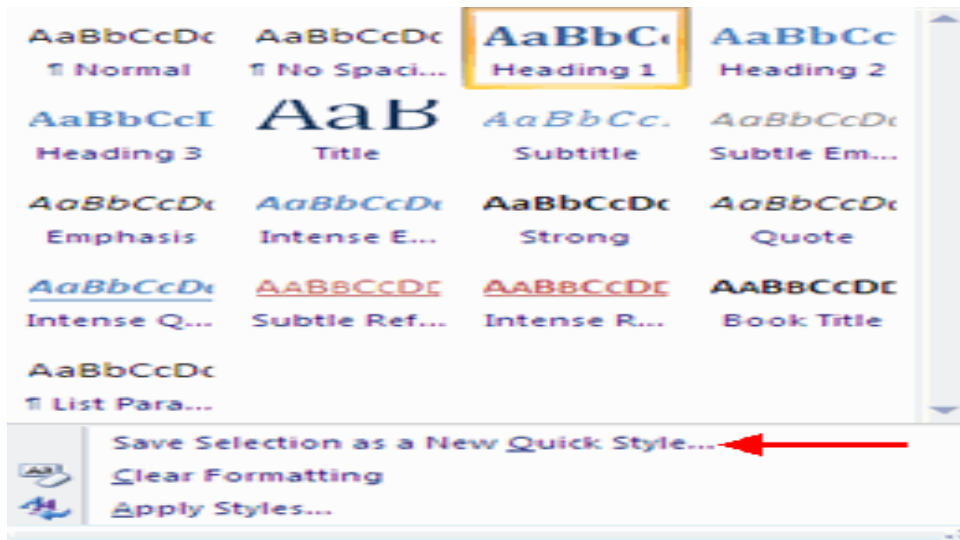 AaBbCcDc AaBbCcDc AaBbC AaBbCc
¶ Normal ¶ No Spaci... Heading 1 Heading 2
AaBbCcI AaB AaBbCc. AaBbCcDc
Heading 3 Title Subtitle Subtle Em...
AaBbCcDc AaBbCcDc AaBbCcDc AaBbCcDc
Emphasis Intense E... Strong Quote
AaBbCcDc AABBCCDD AABBCCDD AABBCCDD
Intense Q... Subtle Ref... Intense R... Book Title
AaBbCcDc
¶ List Para...
Save Selection as a New Quick Style...
Clear Formatting
Apply Styles...